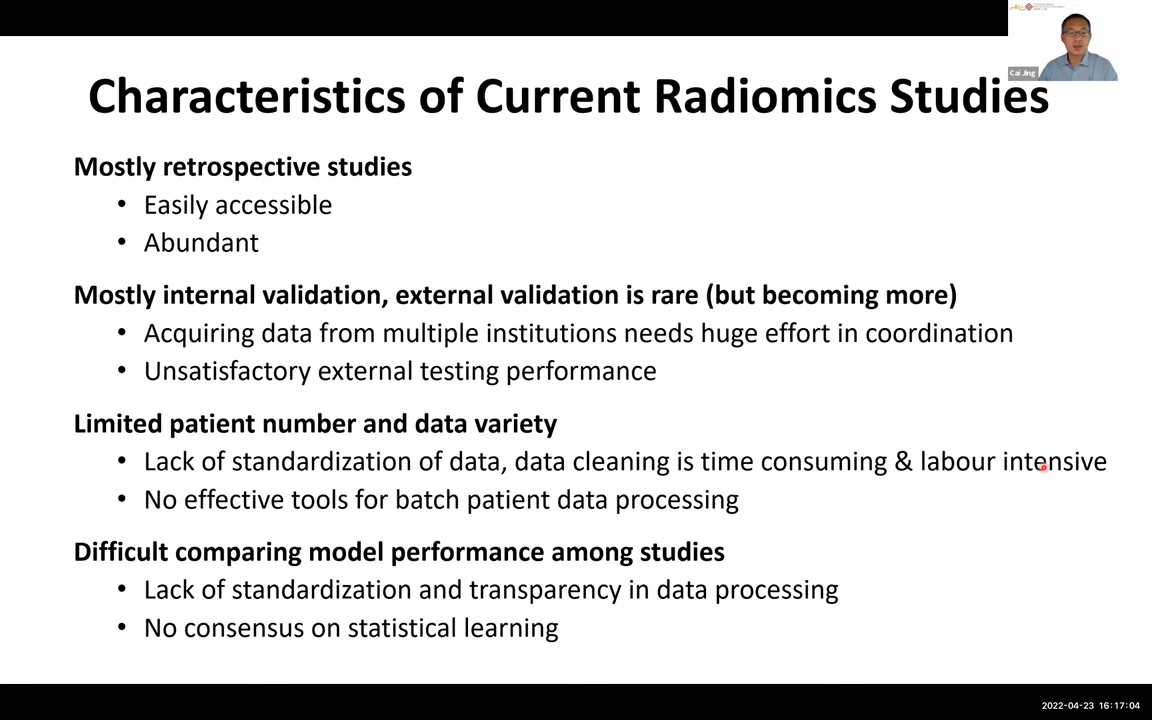 Cai Jing
Characteristics of Current Radiomics Studies
Mostly retrospective studies
• Easily accessible
• Abundant
Mostly internal validation, external validation is rare (but becoming more)
• Acquiring data from multiple institutions needs huge effort in coordination
• Unsatisfactory external testing performance
Limited patient number and data variety
• Lack of standardization of data, data cleaning is time consuming & labour intensive
• No effective tools for batch patient data processing
Difficult comparing model performance among studies
• Lack of standardization and transparency in data processing
• No consensus on statistical learning
2022-04-23 16:17:04